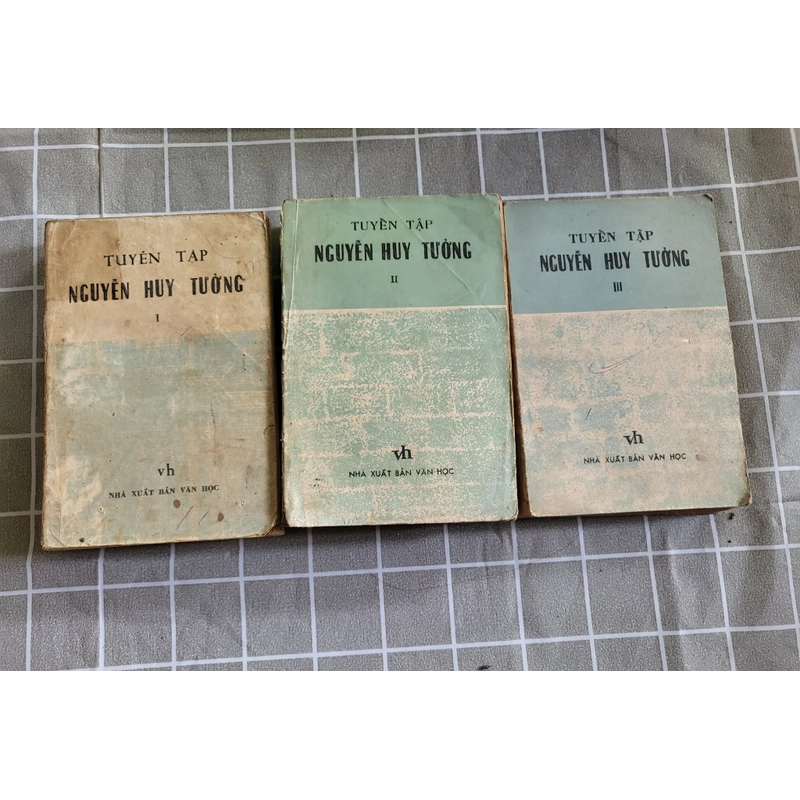 TUYỂN TẬP
NGUYỄN HUY TƯỞNG
I
vh
NHÀ XUẤT BẢN VĂN HỌC
TUYỂN TẬP
NGUYỄN HUY TƯỞNG
II
vh
NHÀ XUẤT BẢN VĂN HỌC
TUYỂN TẬP
NGUYỄN HUY TƯỞNG
III
vh
NHÀ XUẤT BẢN VĂN HỌC